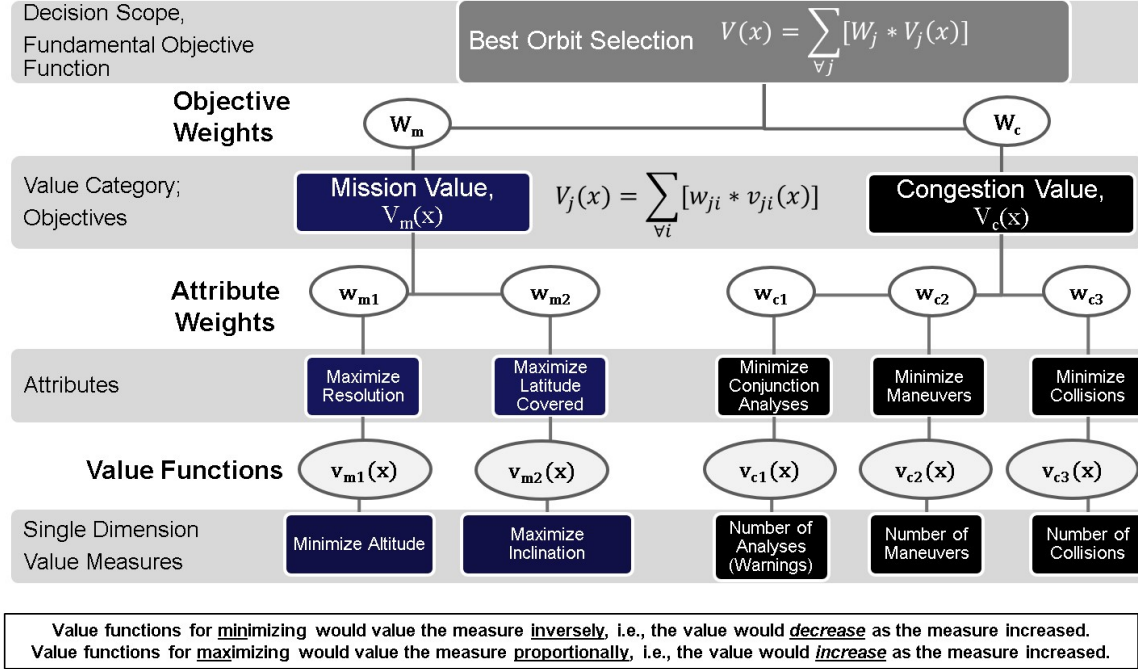 Decision Scope,
Fundamental Objective
Function
Best Orbit Selection V(x) = ∑∀j [Wj * Vj(x)]
Objective
Weights
Wm
Wc
Value Category;
Objectives
Mission Value,
Vm(x)
Vj(x) = ∑∀i [wji * vji(x)]
Congestion Value,
Vc(x)
Attribute
Weights
wm1
wm2
wc1
wc2
wc3
Attributes
Maximize
Resolution
Maximize
Latitude
Covered
Minimize
Conjunction
Analyses
Minimize
Maneuvers
Minimize
Collisions
Value Functions
vm1(x)
vm2(x)
vc1(x)
vc2(x)
vc3(x)
Single Dimension
Value Measures
Minimize Altitude
Maximize
Inclination
Number of
Analyses
(Warnings)
Number of
Maneuvers
Number of
Collisions
Value functions for minimizing would value the measure inversely, i.e., the value would decrease as the measure increased.
Value functions for maximizing would value the measure proportionally, i.e., the value would increase as the measure increased.